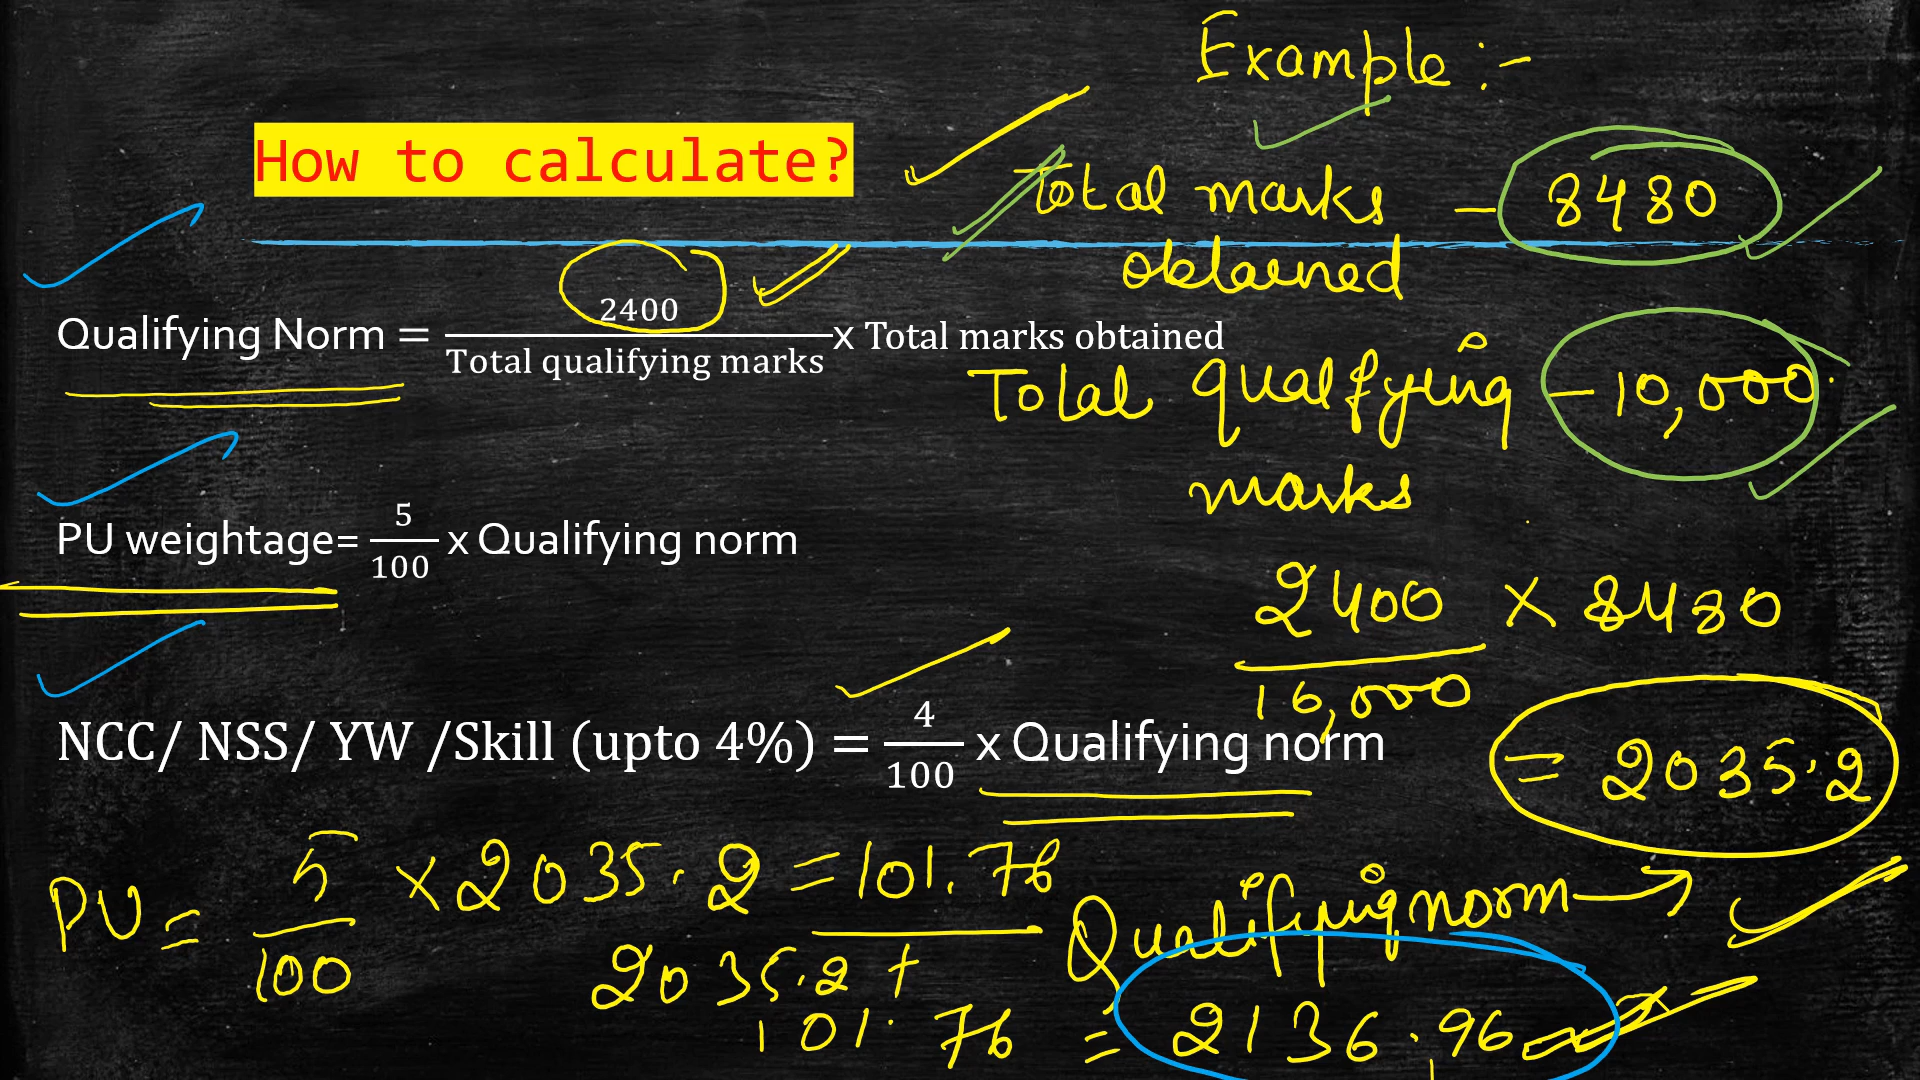 Example :-
How to calculate?
Total marks - 8480
obtained
Qualifying Norm = 2400/Total qualifying marks x Total marks obtained
Total qualifying - 10,000
marks
PU weightage= 5/100 x Qualifying norm
2400/10,000 × 8480
NCC/ NSS/ YW /Skill (upto 4%) = 4/100 x Qualifying norm
= 2035.2
PU = 5/100 × 2035.2 = 101.76
Qualifying norm →
2035.2 +
101.76 = 2136.96